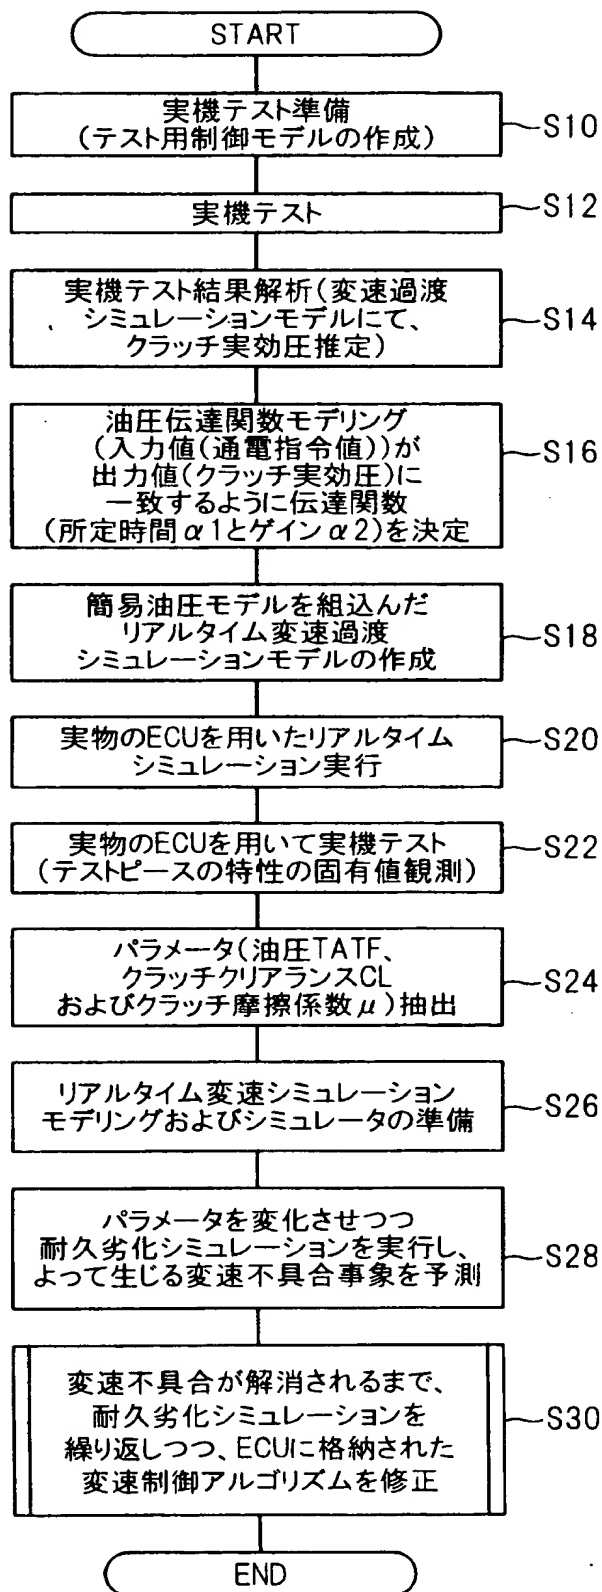 START
実機テスト準備
(テスト用制御モデルの作成)
S10
実機テスト
S12
実機テスト結果解析(変速過渡
シミュレーションモデルにて、
クラッチ実効圧推定)
S14
油圧伝達関数モデリング
(入力値(通電指令値))が
出力値(クラッチ実効圧)に
一致するように伝達関数
(所定時間α1とゲインα2)を決定
S16
簡易油圧モデルを組込んだ
リアルタイム変速過渡
シミュレーションモデルの作成
S18
実物のECUを用いたリアルタイム
シミュレーション実行
S20
実物のECUを用いて実機テスト
(テストピースの特性の固有値観測)
S22
パラメータ(油圧TATF、
クラッチクリアランスCL
およびクラッチ摩擦係数μ)抽出
S24
リアルタイム変速シミュレーション
モデリングおよびシミュレータの準備
S26
パラメータを変化させつつ
耐久劣化シミュレーションを実行し、
よって生じる変速不具合事象を予測
S28
変速不具合が解消されるまで、
耐久劣化シミュレーションを
繰り返しつつ、ECUに格納された
変速制御アルゴリズムを修正
S30
END